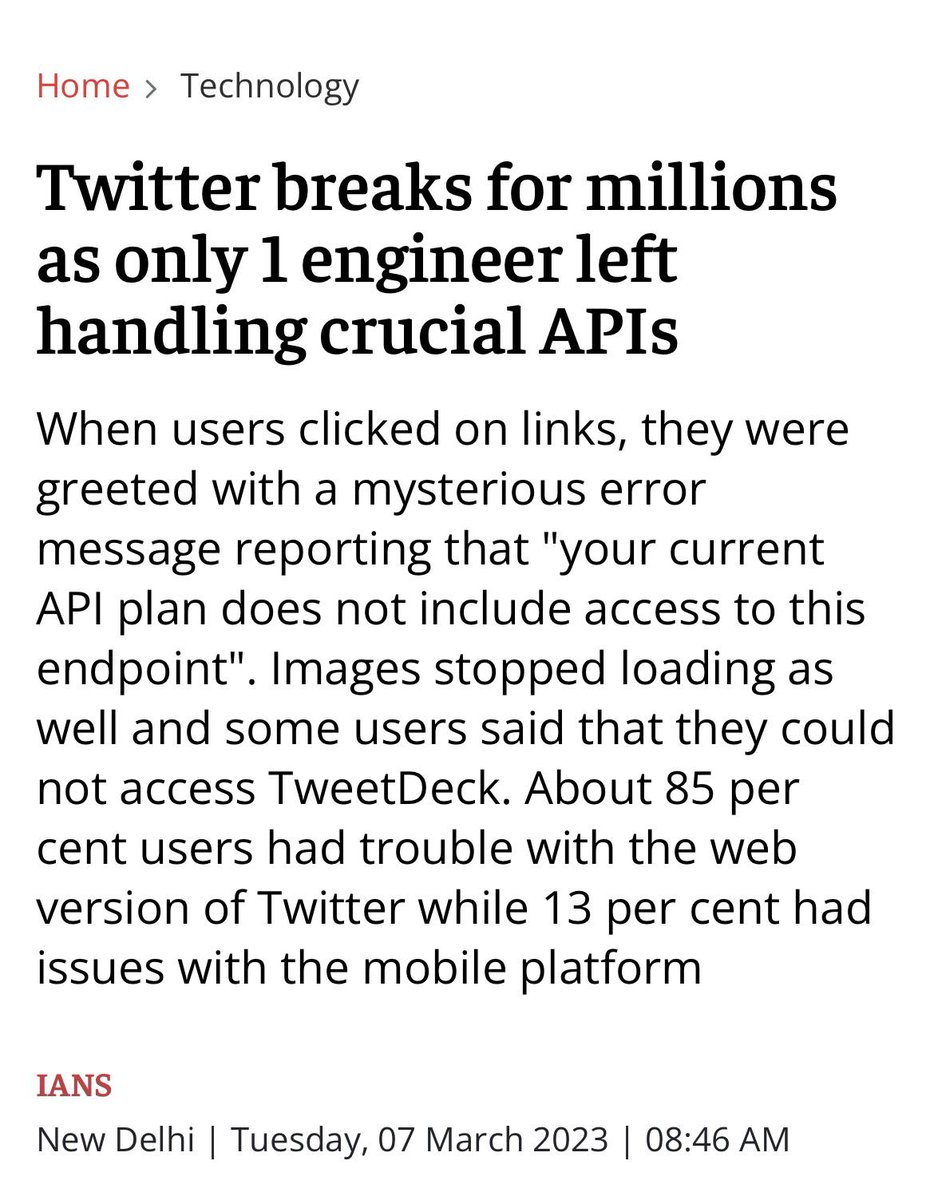 Home > Technology
Twitter breaks for millions
as only 1 engineer left
handling crucial APIs
When users clicked on links, they were
greeted with a mysterious error
message reporting that "your current
API plan does not include access to this
endpoint". Images stopped loading as
well and some users said that they could
not access TweetDeck. About 85 per
cent users had trouble with the web
version of Twitter while 13 per cent had
issues with the mobile platform
IANS
New Delhi | Tuesday, 07 March 2023 | 08:46 AM